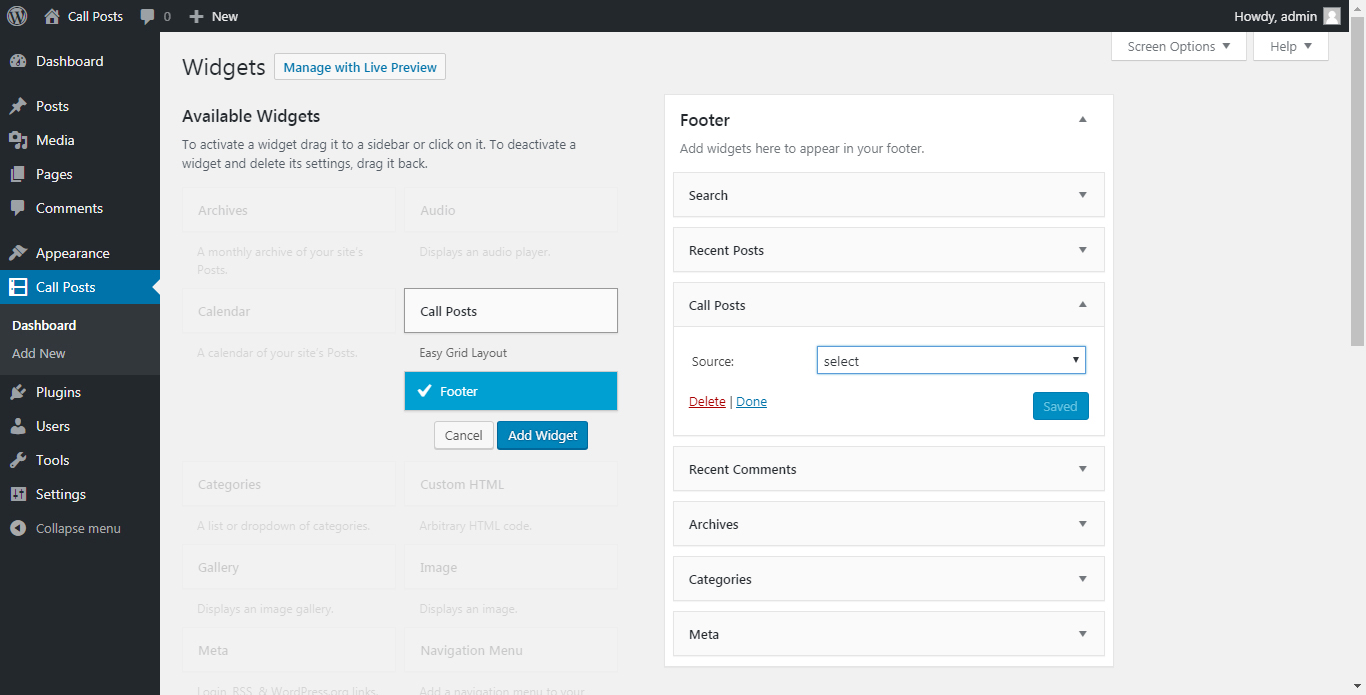 Call Posts 0 New Howdy, admin
Screen Options Help
Dashboard
Posts
Media
Pages
Comments
Appearance
Call Posts
Dashboard
Add New
Plugins
Users
Tools
Settings
Collapse menu
Widgets Manage with Live Preview
Available Widgets
To activate a widget drag it to a sidebar or click on it. To deactivate a
widget and delete its settings, drag it back.
Archives Audio
A monthly archive of your site's
Posts.
Displays an audio player.
Calendar Call Posts
A calendar of your site's Posts. Easy Grid Layout
Footer
Cancel Add Widget
Categories Custom HTML
A list or dropdown of categories. Arbitrary HTML code.
Gallery Image
Displays an image gallery. Displays an image.
Meta Navigation Menu
Login, RSS, & WordPress.org links. Add a navigation menu to your
Footer
Add widgets here to appear in your footer.
Search
Recent Posts
Call Posts
Source: select
Delete | Done Saved
Recent Comments
Archives
Categories
Meta